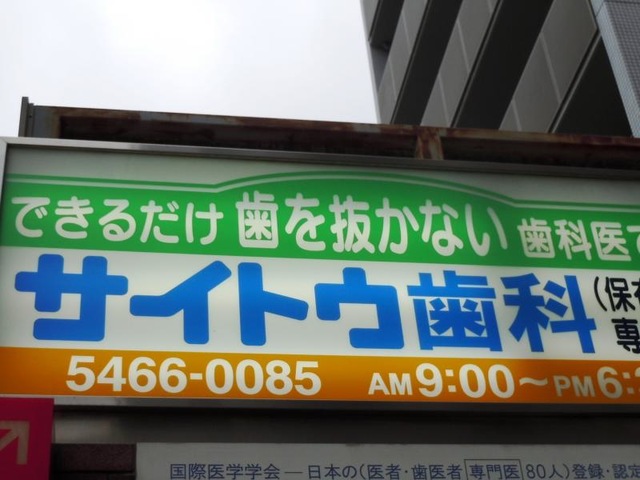 できるだけ 歯を抜かない 歯科医
サイトウ歯科
(保
専
5466-0085 AM9:00～PM6:
国際医学学会―日本の(医者・歯医者 専門医 80人)登録・認定